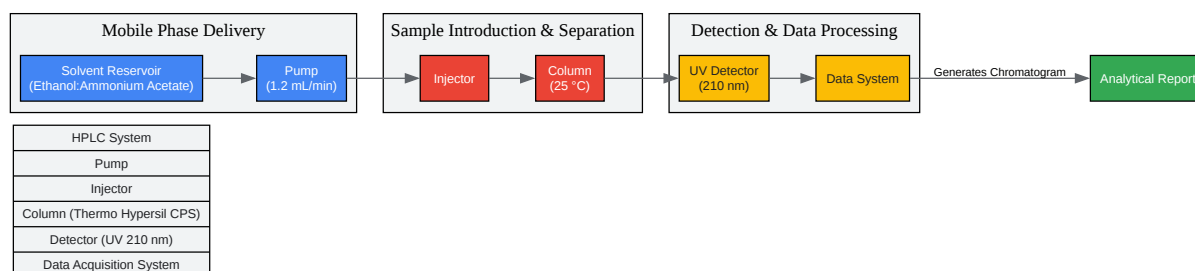 Mobile Phase Delivery
Sample Introduction & Separation
Detection & Data Processing
Solvent Reservoir
(Ethanol:Ammonium Acetate)
Pump
(1.2 mL/min)
Injector
Column
(25 °C)
UV Detector
(210 nm)
Data System
Generates Chromatogram
Analytical Report
HPLC System
Pump
Injector
Column (Thermo Hypersil CPS)
Detector (UV 210 nm)
Data Acquisition System